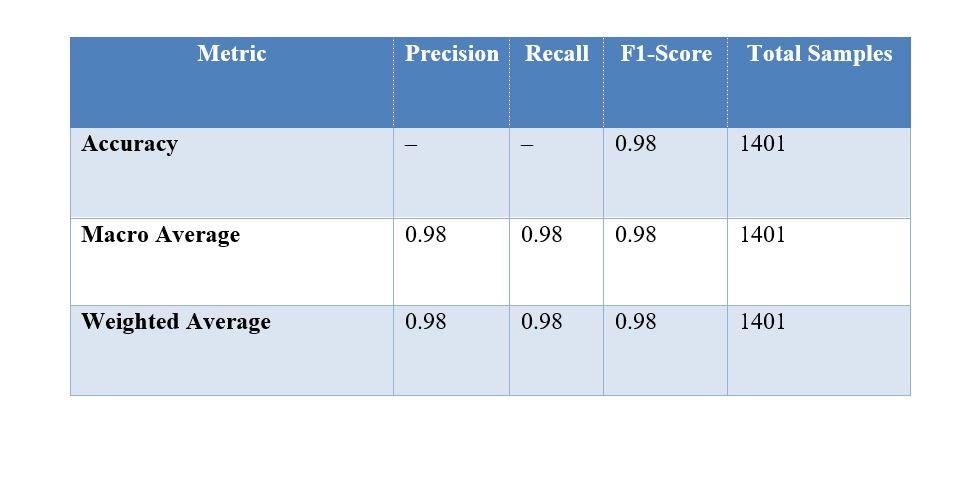 Metric Precision Recall F1-Score Total Samples
Accuracy – – 0.98 1401
Macro Average 0.98 0.98 0.98 1401
Weighted Average 0.98 0.98 0.98 1401